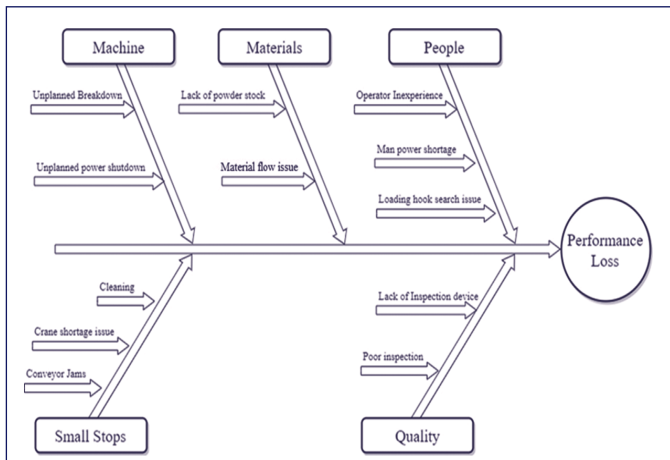 Machine
Materials
People
Unplanned Breakdown
Lack of powder stock
Operator Inexperience
Unplanned power shutdown
Material flow issue
Man power shortage
Loading hook search issue
Performance
Loss
Cleaning
Lack of Inspection device
Crane shortage issue
Poor inspection
Conveyor Jams
Small Stops
Quality